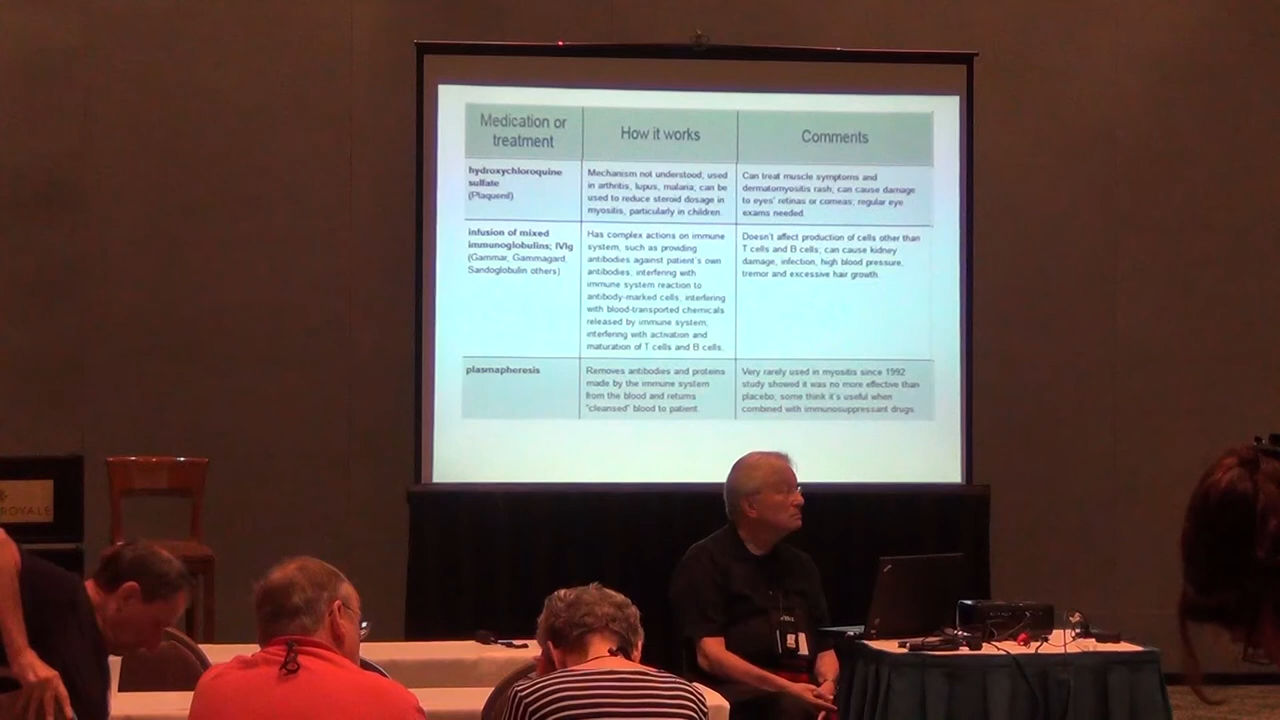 Medication or
treatment
How it works
Comments
hydroxychloroquine
sulfate
(Plaquenil)
Mechanism not understood; used
in arthritis, lupus, malaria; can be
used to reduce steroid dosage in
myositis, particularly in children.
Can treat muscle symptoms and
dermatomyositis rash; can cause damage
to eyes' retinas or corneas; regular eye
exams needed.
infusion of mixed
immunoglobulins; IVIg
(Gammar, Gammagard,
Sandoglobulin others)
Has complex actions on immune
system, such as providing
antibodies against patient's own
antibodies; interfering with
immune system reaction to
antibody-marked cells; interfering
with blood-transported chemicals
released by immune system;
interfering with activation and
maturation of T cells and B cells.
Doesn't affect production of cells other than
T cells and B cells; can cause kidney
damage, infection, high blood pressure,
tremor and excessive hair growth.
plasmapheresis
Removes antibodies and proteins
made by the immune system
from the blood and returns
"cleansed" blood to patient.
Very rarely used in myositis since 1992
study showed it was no more effective than
placebo; some think it's useful when
combined with immunosuppressant drugs.
ROYALE